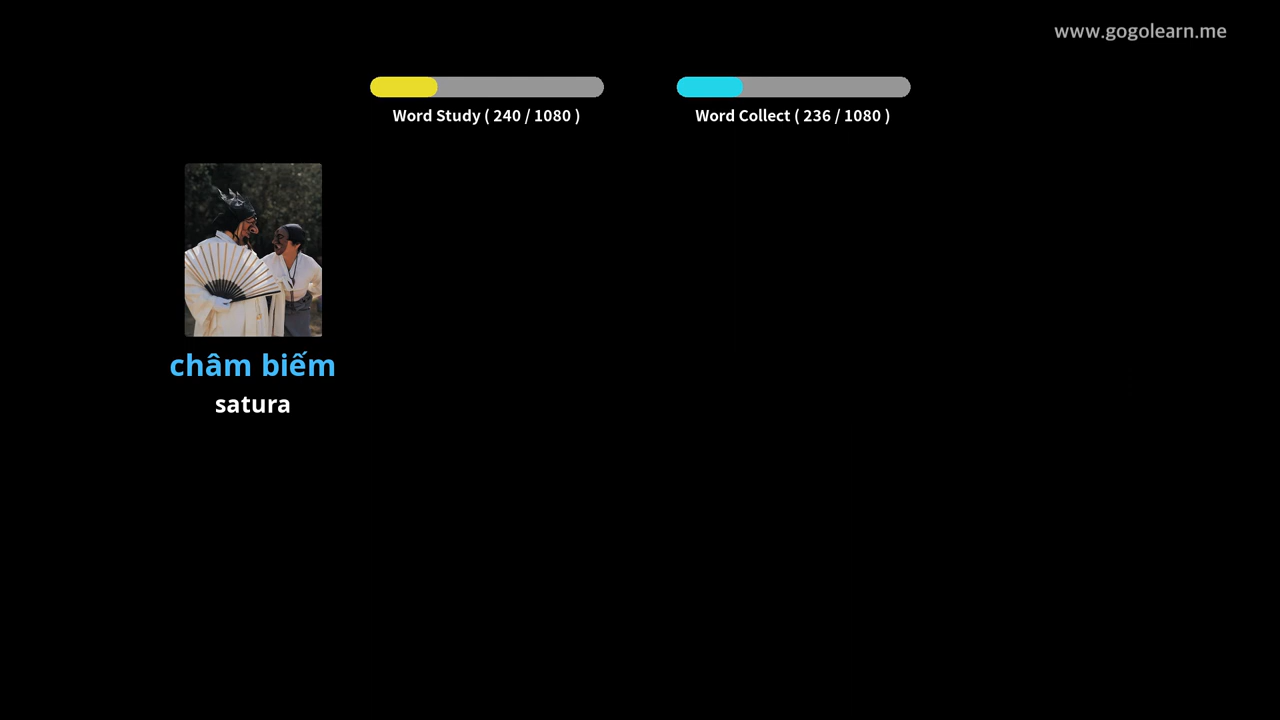 www.gogolearn.me
Word Study ( 240 / 1080 )
Word Collect ( 236 / 1080 )
châm biếm
satura